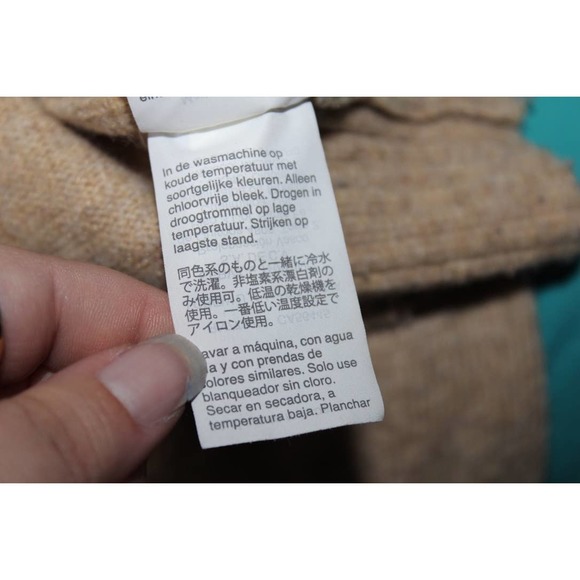 In de wasmachine op
koude temperatuur met
soortgelijke kleuren. Alleen
chloorvrije bleek. Drogen in
droogtrommel op lage
temperatuur. Strijken op
laagste stand.
同色系のものと一緒に冷水
で洗濯。非塩素系漂白剤の
み使用可。低温の乾燥機を
使用。一番低い温度設定で
アイロン使用。
avar a máquina, con agua
a y con prendas de
olores similares. Solo use
blanqueador sin cloro.
Secar en secadora, a
temperatura baja. Planchar